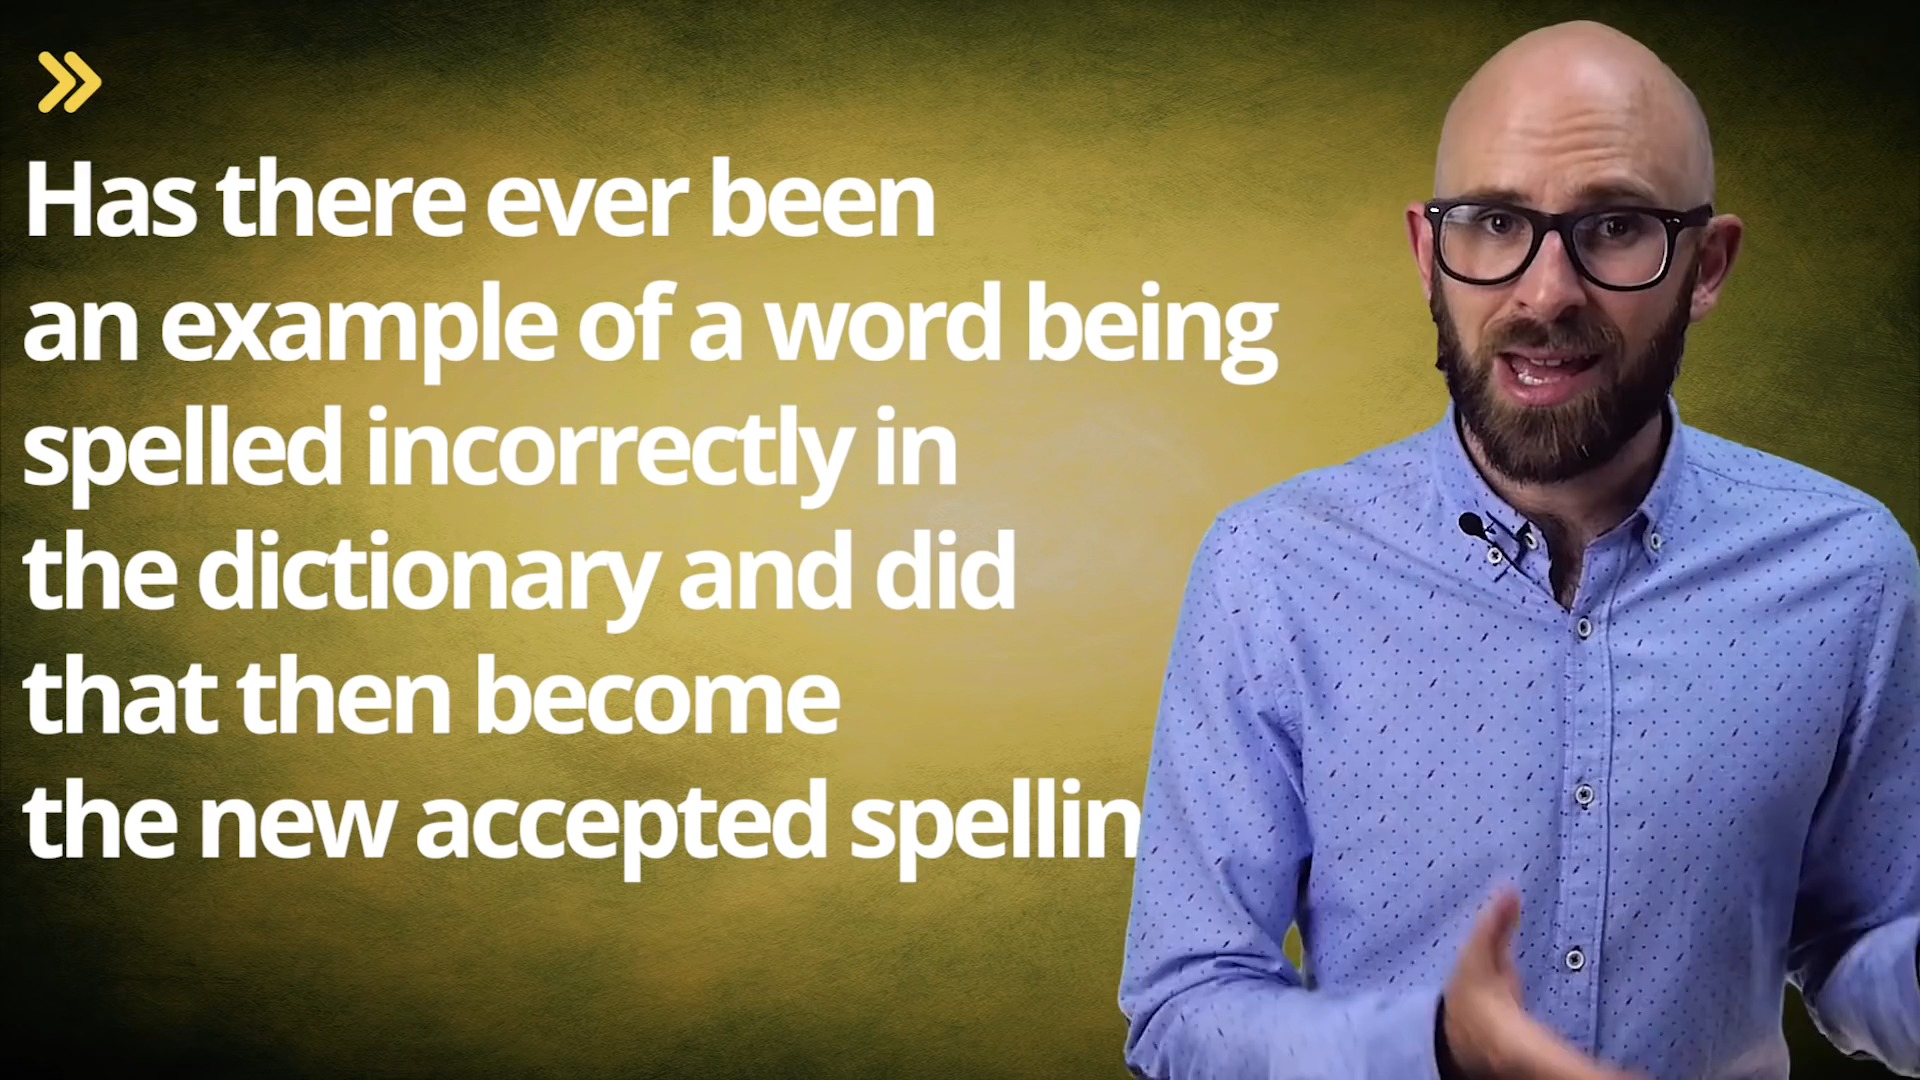 Has there ever been
an example of a word being
spelled incorrectly in
the dictionary and did
that then become
the new accepted spellin